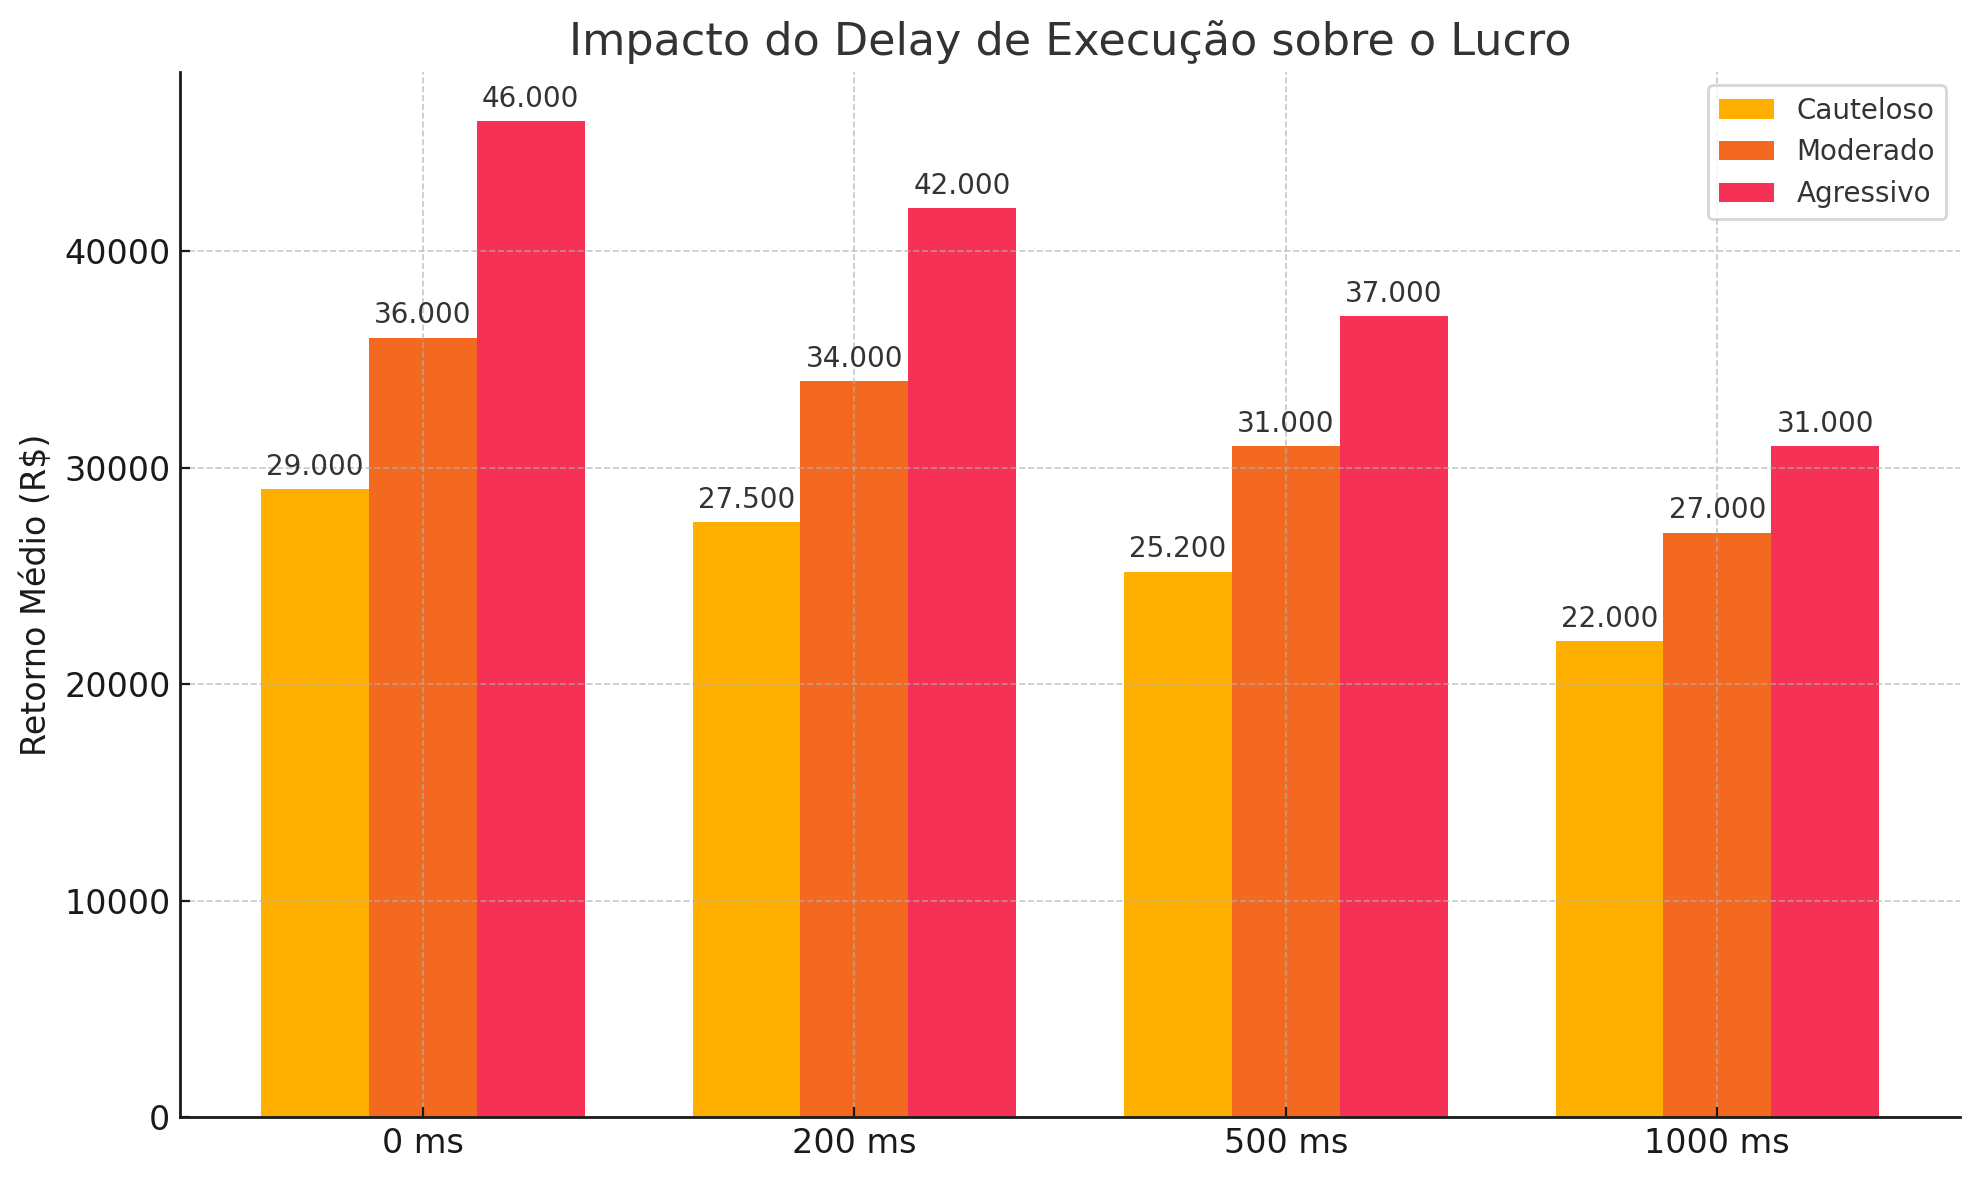 Impacto do Delay de Execução sobre o Lucro
Cauteloso
Moderado
Agressivo
Retorno Médio (R$)
40000
30000
20000
10000
0
29.000
36.000
46.000
27.500
34.000
42.000
25.200
31.000
37.000
22.000
27.000
31.000
0 ms
200 ms
500 ms
1000 ms